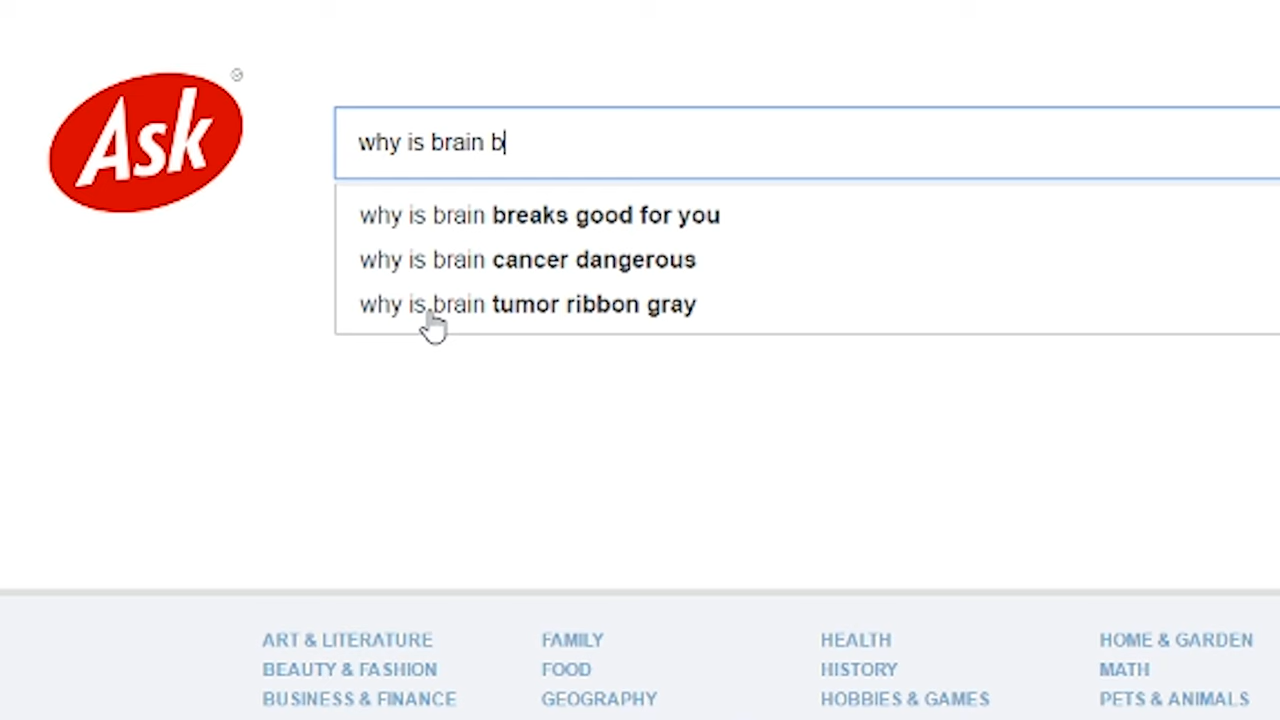 Ask
why is brain b
why is brain breaks good for you
why is brain cancer dangerous
why is brain tumor ribbon gray
ART & LITERATURE FAMILY HEALTH HOME & GARDEN
BEAUTY & FASHION FOOD HISTORY MATH
BUSINESS & FINANCE GEOGRAPHY HOBBIES & GAMES PETS & ANIMALS